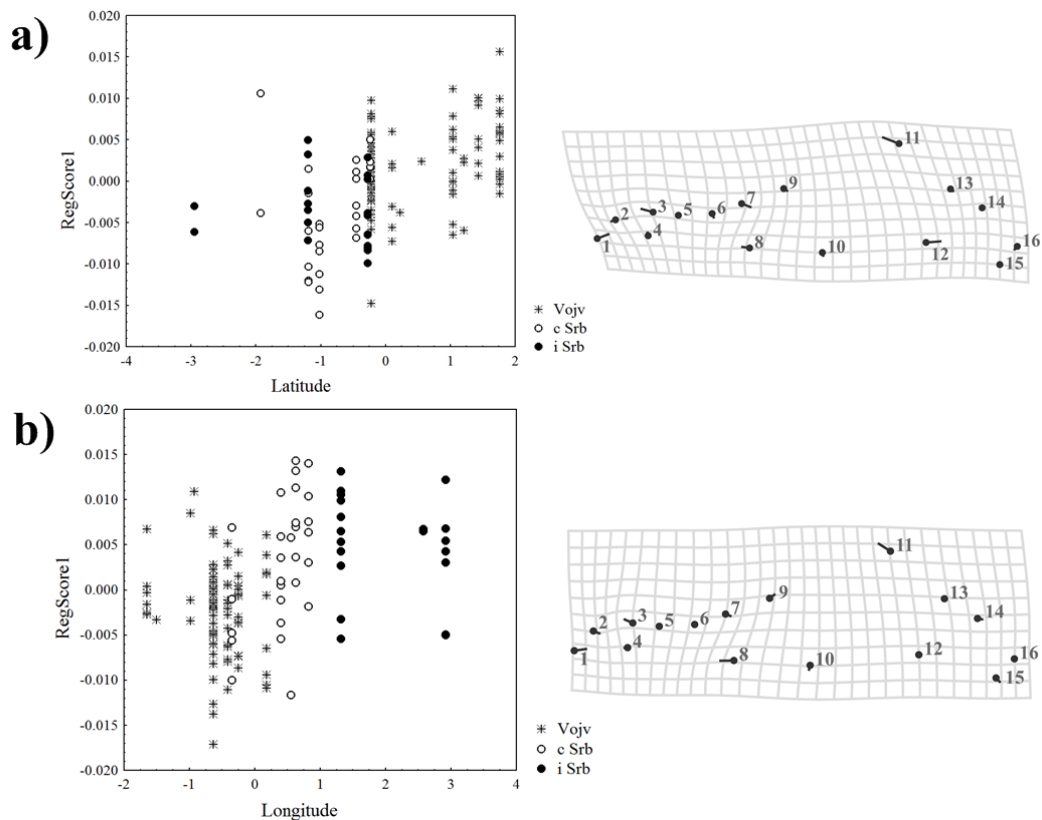 a)
0.020
0.015
0.010
0.005
0.000
-0.005
-0.010
-0.015
-0.020
RegScore1
-4 -3 -2 -1 0 1 2
Latitude
Vojv
c Srb
i Srb
1 2 3 4 5 6 7 8 9 10 11 12 13 14 15 16
b)
0.020
0.015
0.010
0.005
0.000
-0.005
-0.010
-0.015
-0.020
RegScore1
-2 -1 0 1 2 3 4
Longitude
Vojv
c Srb
i Srb
1 2 3 4 5 6 7 8 9 10 11 12 13 14 15 16